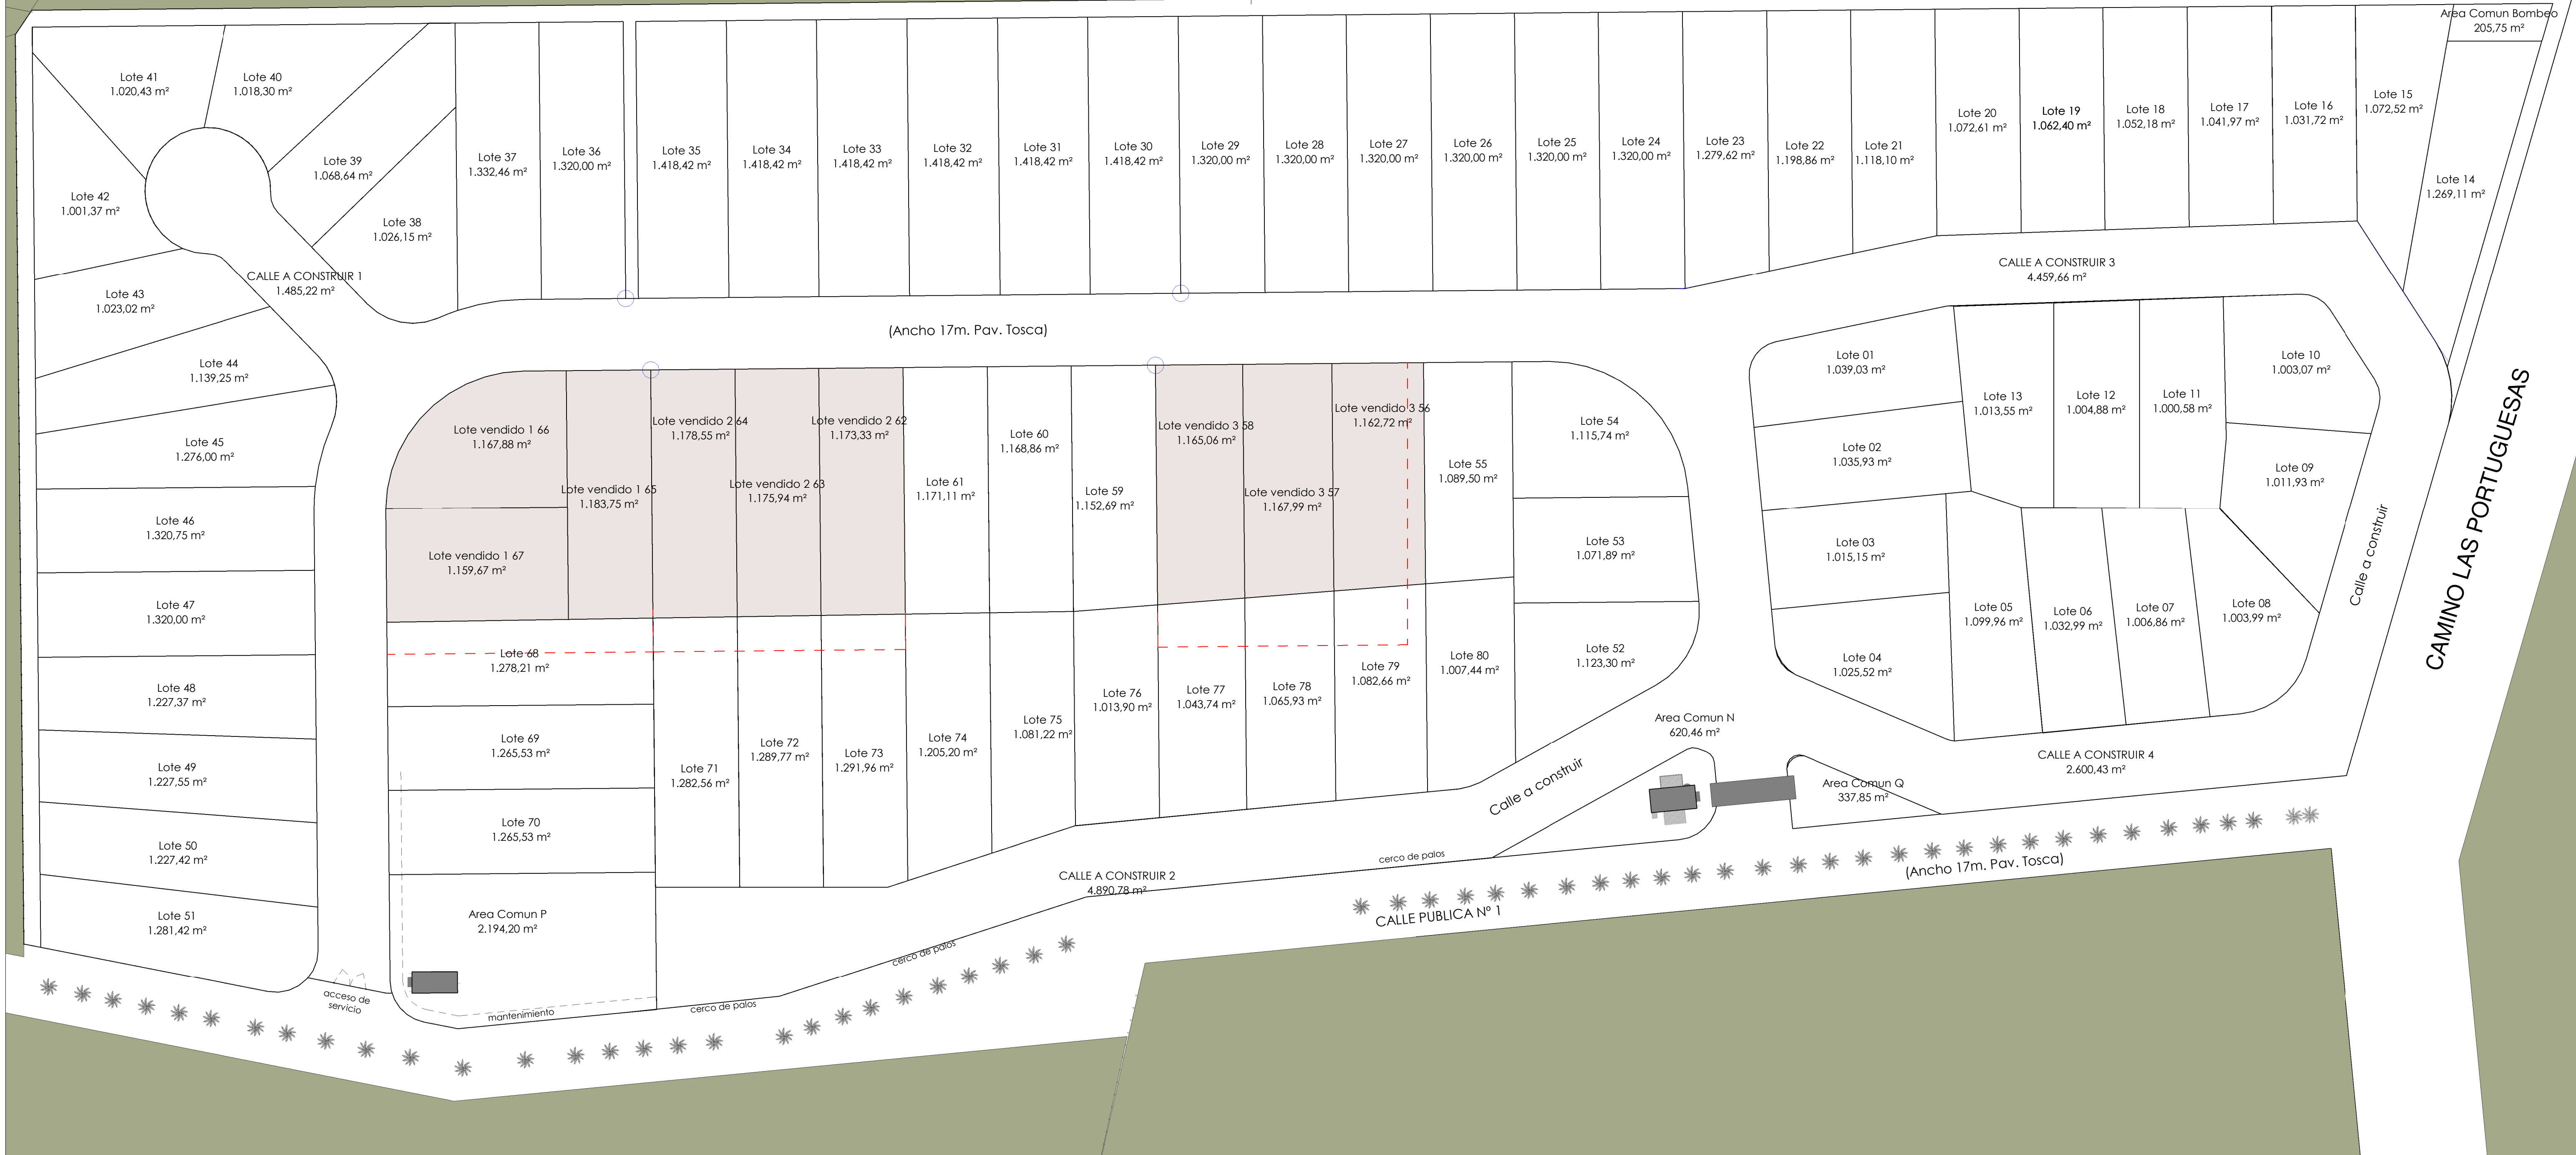 Area Comun Bombeo
205,75 m²
Lote 41
1.020,43 m²
Lote 40
1.018,30 m²
Lote 39
1.068,64 m²
Lote 38
1.026,15 m²
Lote 37
1.332,46 m²
Lote 36
1.320,00 m²
Lote 35
1.418,42 m²
Lote 34
1.418,42 m²
Lote 33
1.418,42 m²
Lote 32
1.418,42 m²
Lote 31
1.418,42 m²
Lote 30
1.418,42 m²
Lote 29
1.320,00 m²
Lote 28
1.320,00 m²
Lote 27
1.320,00 m²
Lote 26
1.320,00 m²
Lote 25
1.320,00 m²
Lote 24
1.320,00 m²
Lote 23
1.279,62 m²
Lote 22
1.198,86 m²
Lote 21
1.118,10 m²
Lote 20
1.072,61 m²
Lote 19
1.062,40 m²
Lote 18
1.052,18 m²
Lote 17
1.041,97 m²
Lote 16
1.031,72 m²
Lote 15
1.072,52 m²
Lote 14
1.269,11 m²
Lote 42
1.001,37 m²
Lote 43
1.023,02 m²
CALLE A CONSTRUIR 1
1.485,22 m²
Lote 44
1.139,25 m²
Lote 45
1.276,00 m²
Lote 46
1.320,75 m²
Lote 47
1.320,00 m²
Lote 48
1.227,37 m²
Lote 49
1.227,55 m²
Lote 50
1.227,42 m²
Lote 51
1.281,42 m²
(Ancho 17m. Pav. Tosca)
CALLE A CONSTRUIR 3
4.459,66 m²
Lote vendido 1 66
1.167,88 m²
Lote vendido 1 65
1.183,75 m²
Lote vendido 2 64
1.178,55 m²
Lote vendido 2 63
1.175,94 m²
Lote vendido 2 62
1.173,33 m²
Lote 61
1.171,11 m²
Lote 60
1.168,86 m²
Lote 59
1.152,69 m²
Lote vendido 3 58
1.165,06 m²
Lote vendido 3 57
1.167,99 m²
Lote vendido 3 56
1.162,72 m²
Lote 55
1.089,50 m²
Lote 54
1.115,74 m²
Lote 53
1.071,89 m²
Lote 52
1.123,30 m²
Lote vendido 1 67
1.159,67 m²
Lote 68
1.278,21 m²
Lote 69
1.265,53 m²
Lote 70
1.265,53 m²
Lote 71
1.282,56 m²
Lote 72
1.289,77 m²
Lote 73
1.291,96 m²
Lote 74
1.205,20 m²
Lote 75
1.081,22 m²
Lote 76
1.013,90 m²
Lote 77
1.043,74 m²
Lote 78
1.065,93 m²
Lote 79
1.082,66 m²
Lote 80
1.007,44 m²
Lote 01
1.039,03 m²
Lote 02
1.035,93 m²
Lote 03
1.015,15 m²
Lote 04
1.025,52 m²
Lote 13
1.013,55 m²
Lote 12
1.004,88 m²
Lote 11
1.000,58 m²
Lote 10
1.003,07 m²
Lote 09
1.011,93 m²
Lote 05
1.099,96 m²
Lote 06
1.032,99 m²
Lote 07
1.006,86 m²
Lote 08
1.003,99 m²
Calle a construir
CAMINO LAS PORTUGUESAS
Area Comun N
620,46 m²
Area Comun Q
337,85 m²
CALLE A CONSTRUIR 4
2.600,43 m²
Calle a construir
CALLE A CONSTRUIR 2
4.890,78 m²
Area Comun P
2.194,20 m²
cerco de palos
(Ancho 17m. Pav. Tosca)
CALLE PUBLICA Nº 1
cerco de palos
cerco de palos
mantenimiento
acceso de
servicio